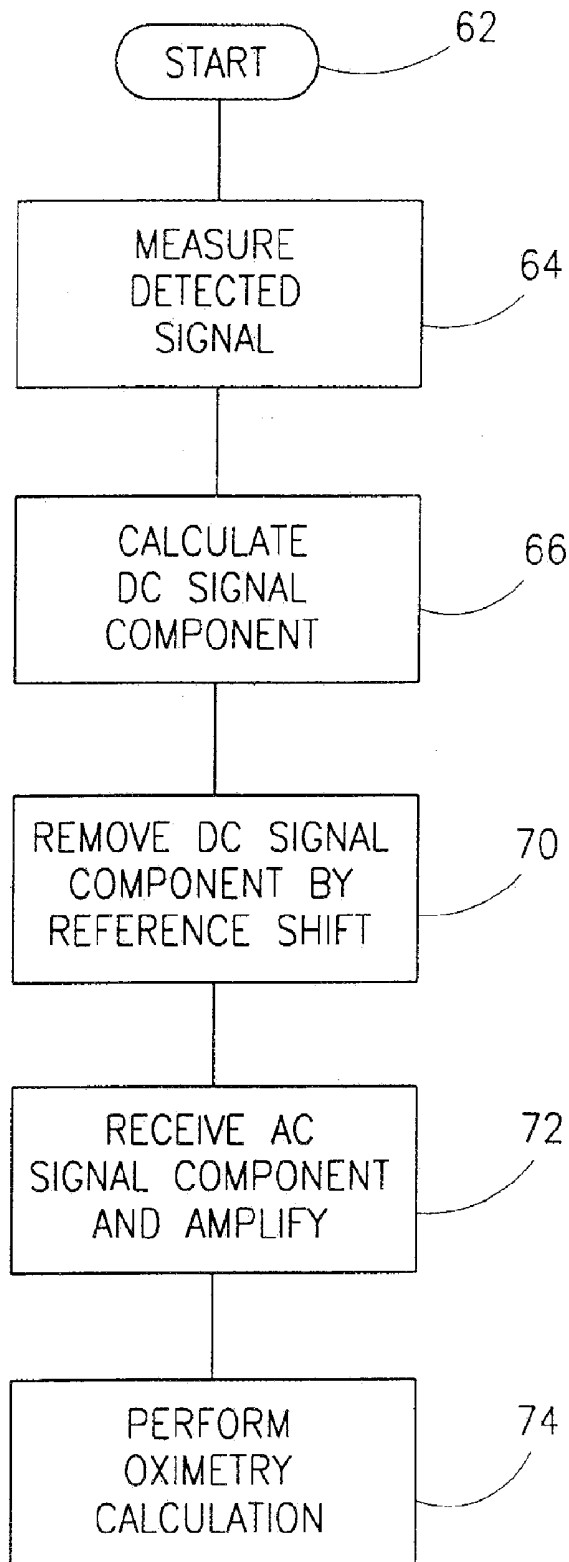 START
62
MEASURE
DETECTED
SIGNAL
64
CALCULATE
DC SIGNAL
COMPONENT
66
REMOVE DC SIGNAL
COMPONENT BY
REFERENCE SHIFT
70
RECEIVE AC
SIGNAL COMPONENT
AND AMPLIFY
72
PERFORM
OXIMETRY
CALCULATION
74